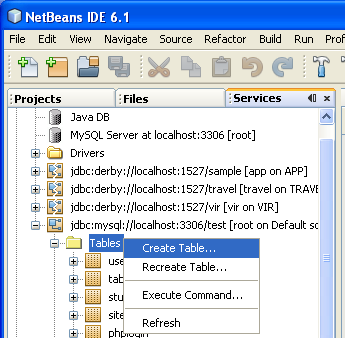 NetBeans IDE 6.1
File Edit View Navigate Source Refactor Build Run
Projects Files Services
Java DB
MySQL Server at localhost:3306 [root]
Drivers
jdbc:derby://localhost:1527/sample [app on APP]
jdbc:derby://localhost:1527/travel [travel on TRAVE
jdbc:derby://localhost:1527/vir [vir on VIR]
jdbc:mysql://localhost:3306/test [root on Default s
Tables
Create Table...
Recreate Table...
Execute Command...
Refresh
use
tab
stu
site
phplogin